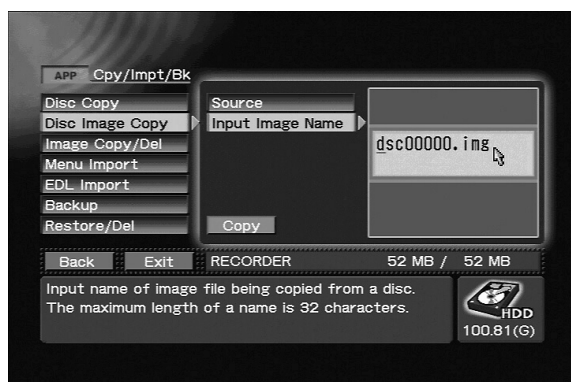 APP Cpy/Impt/Bk
Disc Copy
Disc Image Copy
Image Copy/Del
Menu Import
EDL Import
Backup
Restore/Del
Source
Input Image Name
dsc00000.img
Copy
Back Exit RECORDER 52 MB / 52 MB
Input name of image file being copied from a disc.
The maximum length of a name is 32 characters.
HDD
100.81(G)